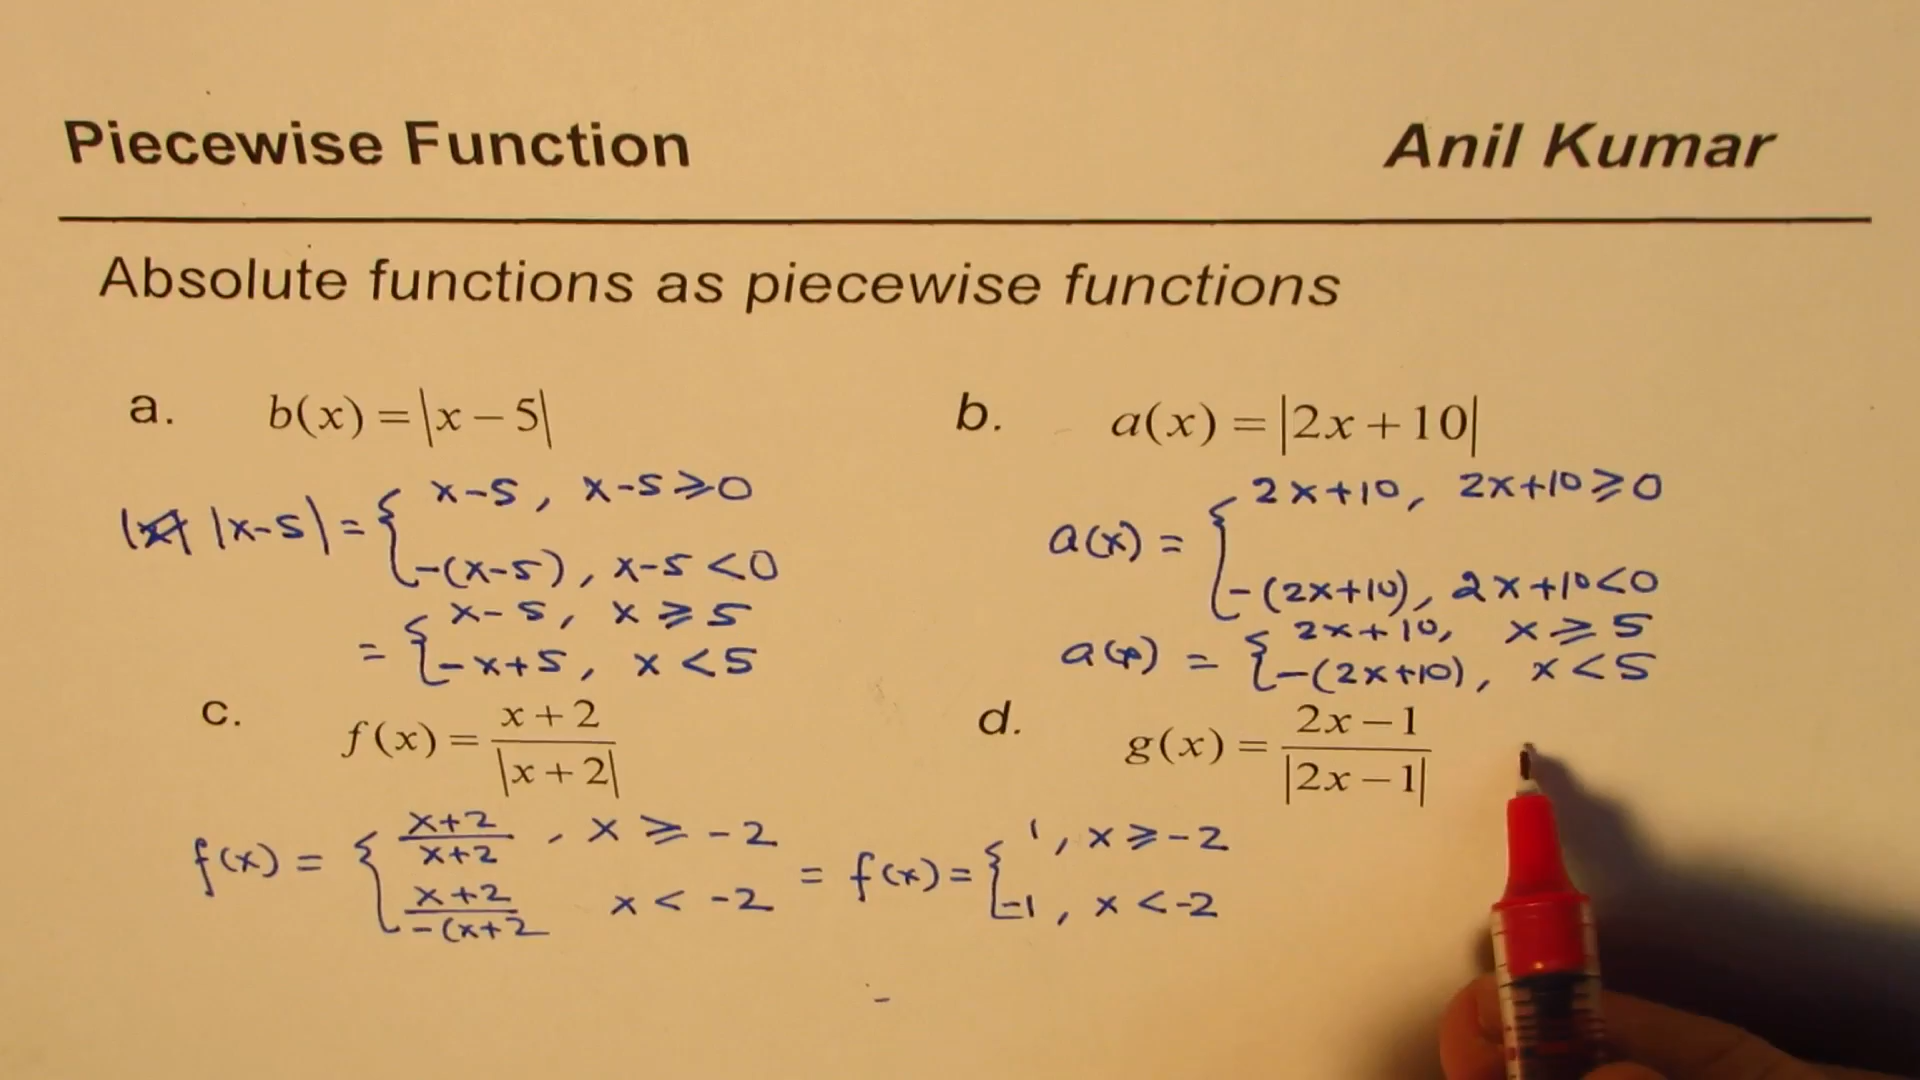 Piecewise Function Anil Kumar
Absolute functions as piecewise functions
a. b(x) = |x − 5|
|x-5| = { x-5, x-5 ≥ 0
-(x-5), x-5 < 0
= { x-5, x ≥ 5
-x+5, x < 5
b. a(x) = |2x + 10|
a(x) = { 2x+10, 2x+10 ≥ 0
-(2x+10), 2x+10 < 0
a(x) = { 2x+10, x ≥ 5
-(2x+10), x < 5
c. f(x) = x + 2 / |x + 2|
f(x) = { x+2 / x+2, x ≥ -2
x+2 / -(x+2 x < -2
= f(x) = { 1, x ≥ -2
-1, x < -2
d. g(x) = 2x − 1 / |2x − 1|